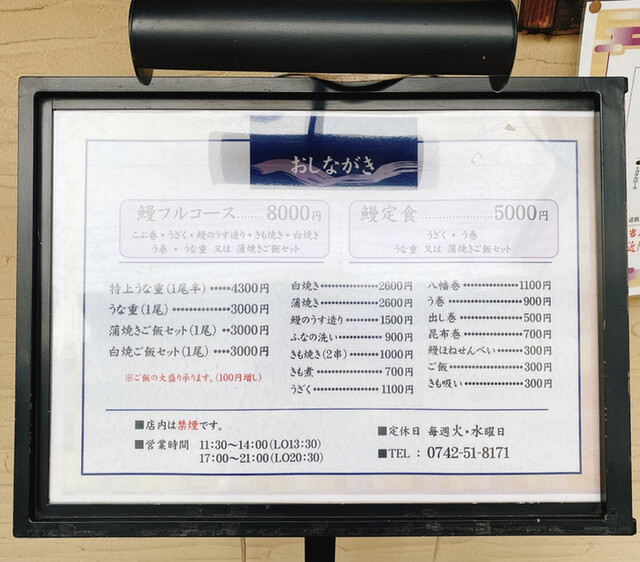 おしながき
鰻フルコース………8000円
こぶ巻・うざく・鰻のうす造り・きも焼き・白焼き
う巻・うな重 又は 蒲焼きご飯セット
鰻定食………5000円
うざく・う巻
うな重 又は 蒲焼きご飯セット
特上うな重(1尾半)‥‥‥4300円
うな重(1尾)‥‥‥‥‥‥‥3000円
蒲焼きご飯セット(1尾)‥‥3000円
白焼ご飯セット(1尾)‥‥‥3000円
※ご飯の大盛り承ります。(100円増し)
白焼き‥‥‥‥‥‥‥‥2600円
蒲焼き‥‥‥‥‥‥‥‥2600円
鰻のうす造り‥‥‥‥‥1500円
ふなの洗い‥‥‥‥‥‥900円
きも焼き(2串)‥‥‥‥1000円
きも煮‥‥‥‥‥‥‥‥700円
うざく‥‥‥‥‥‥‥‥1100円
八幡巻‥‥‥‥‥‥‥‥1100円
う巻‥‥‥‥‥‥‥‥‥900円
出し巻‥‥‥‥‥‥‥‥500円
昆布巻‥‥‥‥‥‥‥‥700円
鰻ほねせんべい‥‥‥‥300円
ご飯‥‥‥‥‥‥‥‥‥300円
きも吸い‥‥‥‥‥‥‥300円
■店内は禁煙です。
■営業時間 11:30～14:00(LO13:30)
17:00～21:00(LO20:30)
■定休日 毎週火・水曜日
■TEL : 0742-51-8171